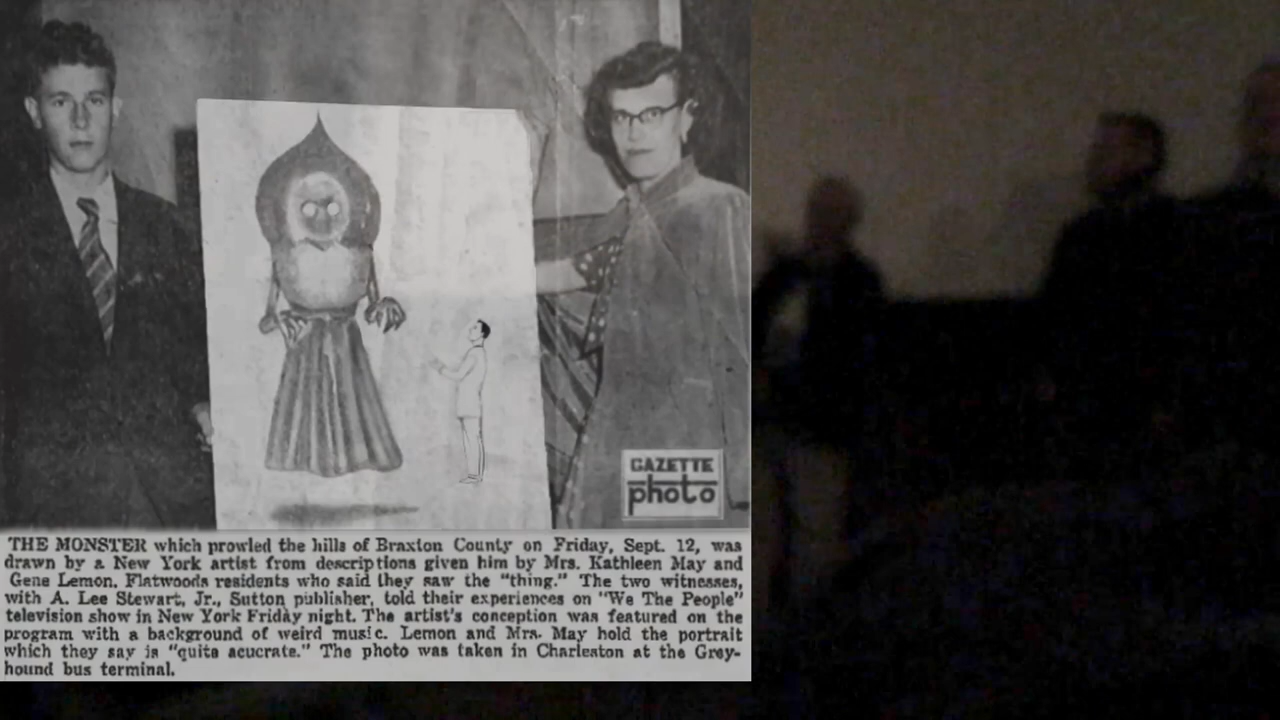 GAZETTE
photo
THE MONSTER which prowled the hills of Braxton County on Friday, Sept. 12, was
drawn by a New York artist from descriptions given him by Mrs. Kathleen May and
Gene Lemon, Flatwoods residents who said they saw the "thing." The two witnesses,
with A. Lee Stewart, Jr., Sutton publisher, told their experiences on "We The People"
television show in New York Friday night. The artist's conception was featured on the
program with a background of weird music. Lemon and Mrs. May hold the portrait
which they say is "quite acucrate." The photo was taken in Charleston at the Grey-
hound bus terminal.